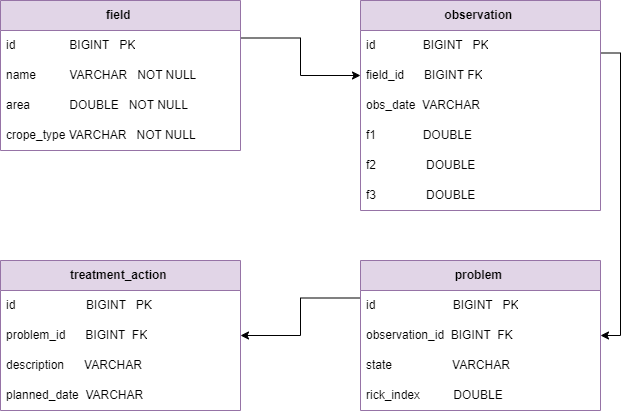 field
id BIGINT PK
name VARCHAR NOT NULL
area DOUBLE NOT NULL
crope_type VARCHAR NOT NULL
observation
id BIGINT PK
field_id BIGINT FK
obs_date VARCHAR
f1 DOUBLE
f2 DOUBLE
f3 DOUBLE
treatment_action
id BIGINT PK
problem_id BIGINT FK
description VARCHAR
planned_date VARCHAR
problem
id BIGINT PK
observation_id BIGINT FK
state VARCHAR
rick_index DOUBLE